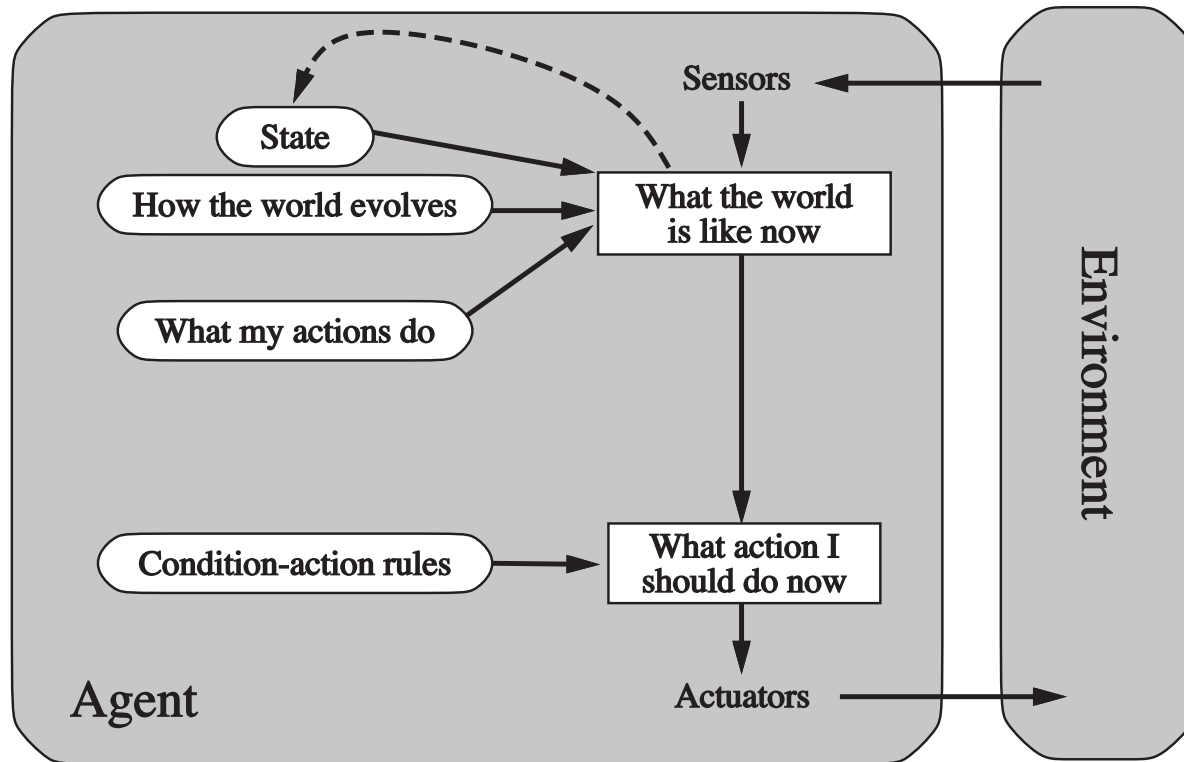 Sensors
State
How the world evolves
What the world
is like now
What my actions do
Environment
Condition-action rules
What action I
should do now
Agent
Actuators